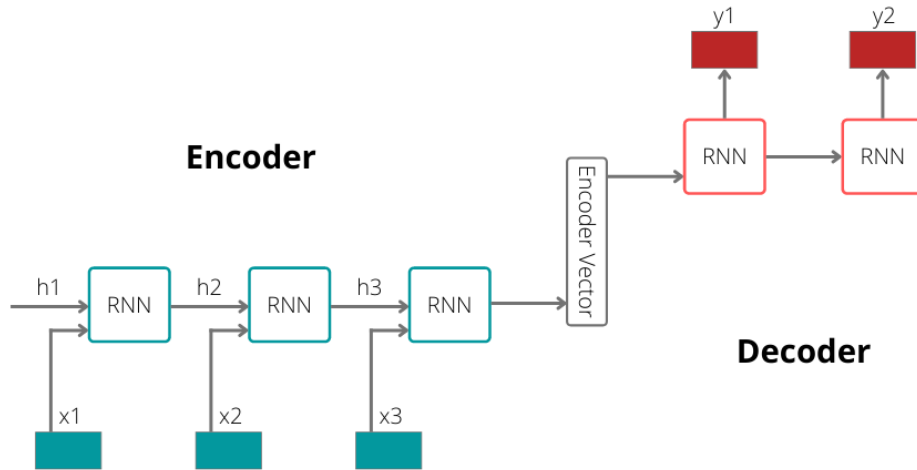 y1
y2
RNN
RNN
Encoder
Encoder Vector
h1
h2
h3
RNN
RNN
RNN
Decoder
x1
x2
x3